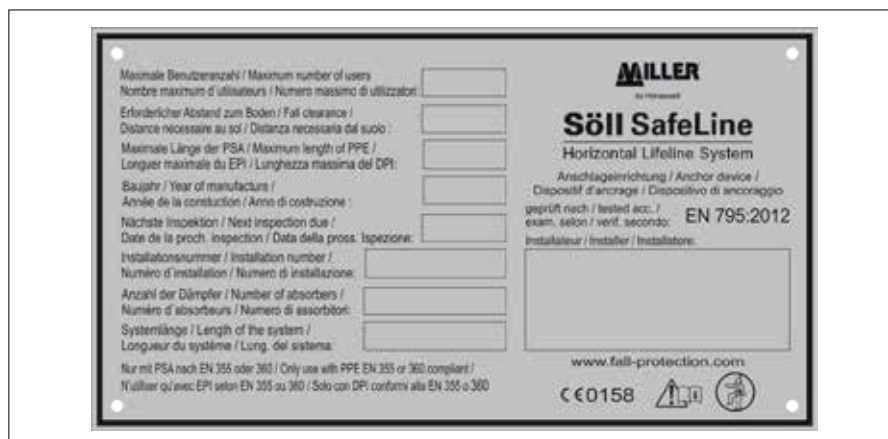 Maximale Benutzeranzahl / Maximum number of users
Nombre maximum d´utilisateurs / Numero massimo di utilizzatori:
Erforderlicher Abstand zum Boden / Fall clearance /
Distance nécessaire au sol / Distanza necessaria dal suolo :
Maximale Länge der PSA / Maximum length of PPE /
Longuer maximale du EPI / Lunghezza massima del DPI:
Baujahr / Year of manufacture /
Année de la constuction / Anno di costruzione :
Nächste Inspektion / Next inspection due /
Date de la proch. inspection / Data della pross. Ispezione:
Installationsnummer / Installation number /
Numéro d´installation / Numero di installazione:
Anzahl der Dämpfer / Number of absorbers /
Numéro d´absorbeurs / Numero di assorbitori:
Systemlänge / Length of the system /
Longueur du système / Lung. del sistema:
Nur mit PSA nach EN 355 oder 360 / Only use with PPE EN 355 or 360 compliant /
N'utiliser qu'avec EPI selon EN 355 ou 360 / Solo con DPI conformi alla EN 355 o 360
MILLER
by Honeywell
Söll SafeLine
Horizontal Lifeline System
Anschlageinrichtung / Anchor device /
Dispositif d'ancrage / Dispositivo di ancoraggio
geprüft nach / tested acc. /
exam. selon / verif. secondo: EN 795:2012
Installateur / Installer / Installatore:
www.fall-protection.com
CE0158